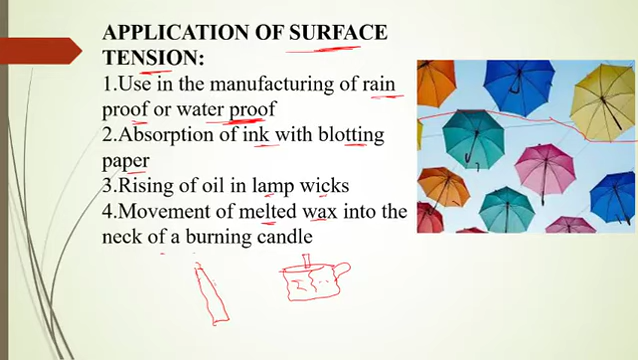 APPLICATION OF SURFACE
TENSION:
1.Use in the manufacturing of rain
proof or water proof
2.Absorption of ink with blotting
paper
3.Rising of oil in lamp wicks
4.Movement of melted wax into the
neck of a burning candle